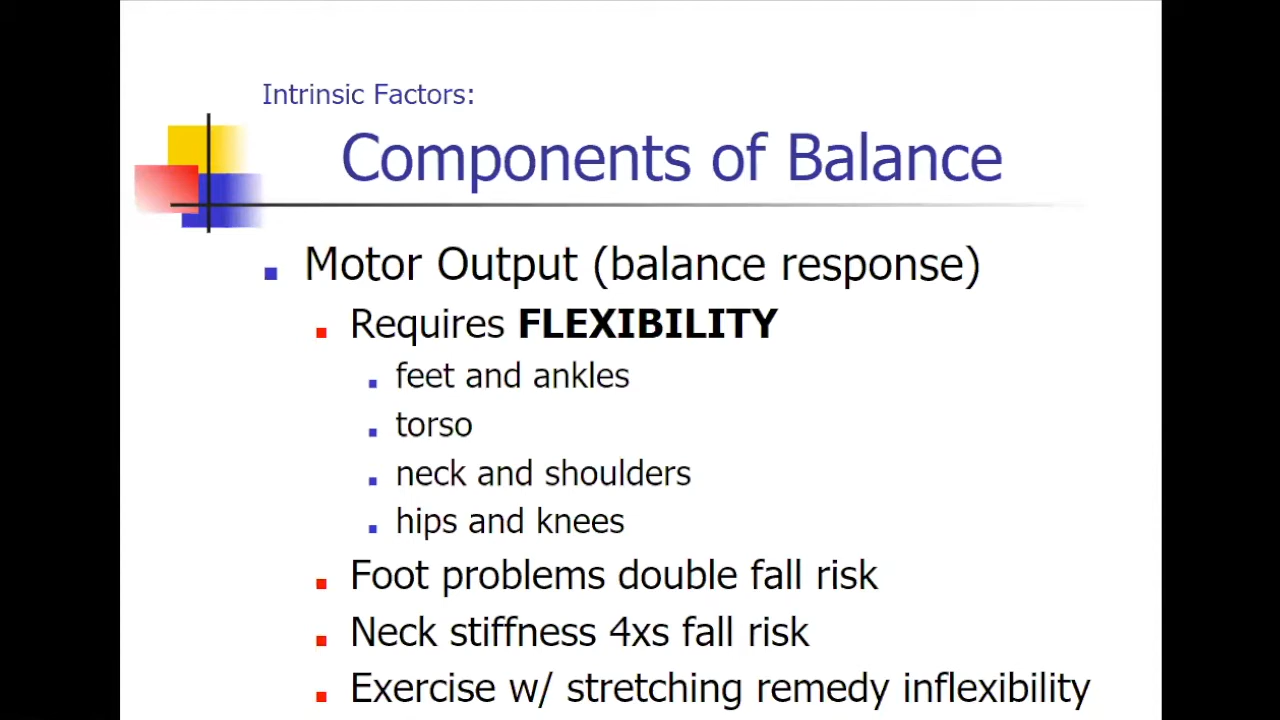 Intrinsic Factors:
Components of Balance
Motor Output (balance response)
Requires FLEXIBILITY
feet and ankles
torso
neck and shoulders
hips and knees
Foot problems double fall risk
Neck stiffness 4xs fall risk
Exercise w/ stretching remedy inflexibility